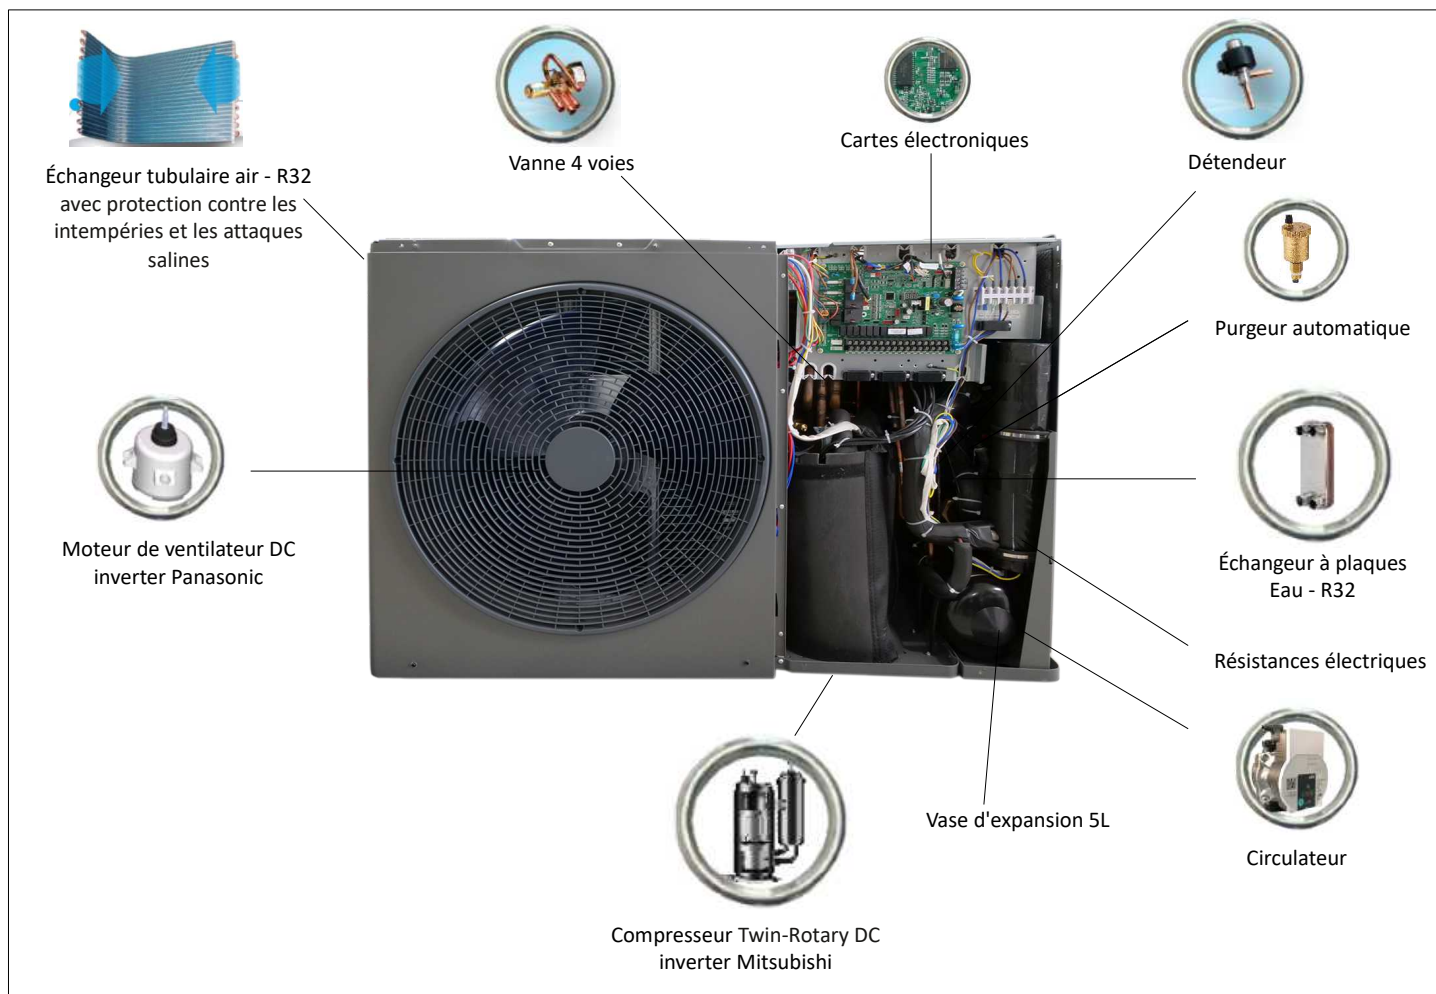 Cartes électroniques
Vanne 4 voies
Détendeur
Échangeur tubulaire air - R32
avec protection contre les
intempéries et les attaques
salines
Purgeur automatique
Moteur de ventilateur DC
inverter Panasonic
Échangeur à plaques
Eau - R32
Résistances électriques
Vase d'expansion 5L
Circulateur
Compresseur Twin-Rotary DC
inverter Mitsubishi